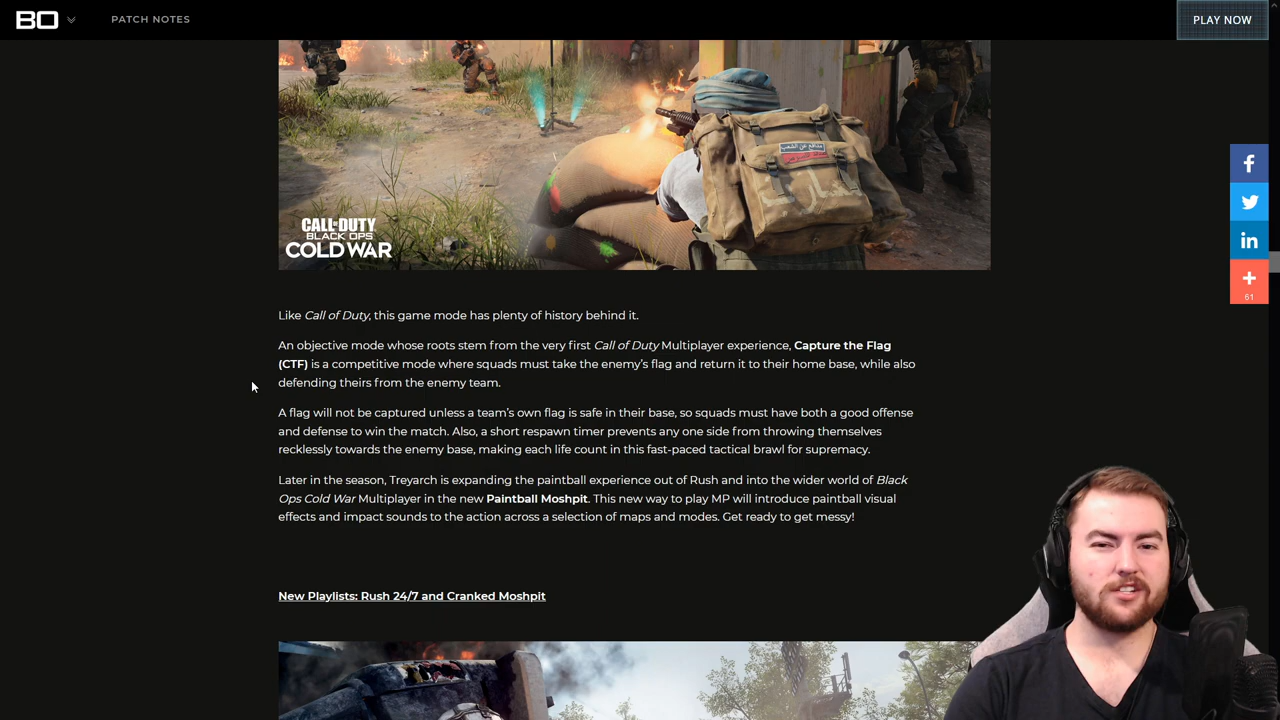 BO
PATCH NOTES
PLAY NOW
CALL OF DUTY
BLACK OPS
COLD WAR
61
Like Call of Duty, this game mode has plenty of history behind it.
An objective mode whose roots stem from the very first Call of Duty Multiplayer experience, Capture the Flag
(CTF) is a competitive mode where squads must take the enemy’s flag and return it to their home base, while also
defending theirs from the enemy team.
A flag will not be captured unless a team’s own flag is safe in their base, so squads must have both a good offense
and defense to win the match. Also, a short respawn timer prevents any one side from throwing themselves
recklessly towards the enemy base, making each life count in this fast-paced tactical brawl for supremacy.
Later in the season, Treyarch is expanding the paintball experience out of Rush and into the wider world of Black
Ops Cold War Multiplayer in the new Paintball Moshpit. This new way to play MP will introduce paintball visual
effects and impact sounds to the action across a selection of maps and modes. Get ready to get messy!
New Playlists: Rush 24/7 and Cranked Moshpit